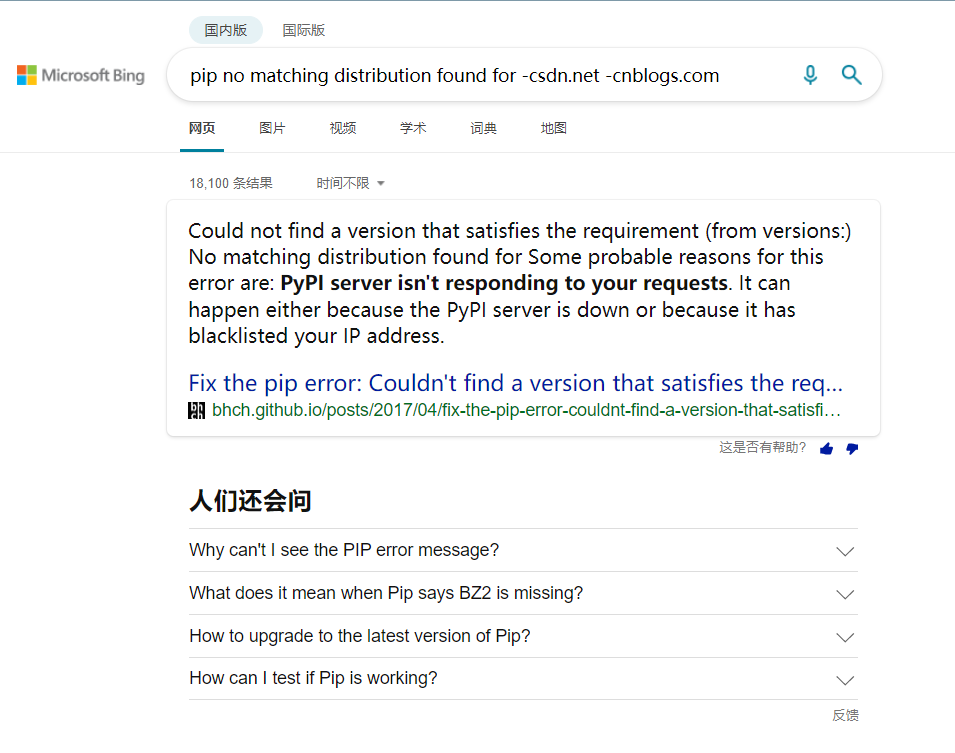 国内版 国际版
Microsoft Bing
pip no matching distribution found for -csdn.net -cnblogs.com
网页 图片 视频 学术 词典 地图
18,100 条结果 时间不限
Could not find a version that satisfies the requirement (from versions:)
No matching distribution found for Some probable reasons for this
error are: PyPI server isn't responding to your requests. It can
happen either because the PyPI server is down or because it has
blacklisted your IP address.
Fix the pip error: Couldn't find a version that satisfies the req...
bhch.github.io/posts/2017/04/fix-the-pip-error-couldnt-find-a-version-that-satisfi...
这是否有帮助?
人们还会问
Why can't I see the PIP error message?
What does it mean when Pip says BZ2 is missing?
How to upgrade to the latest version of Pip?
How can I test if Pip is working?
反馈